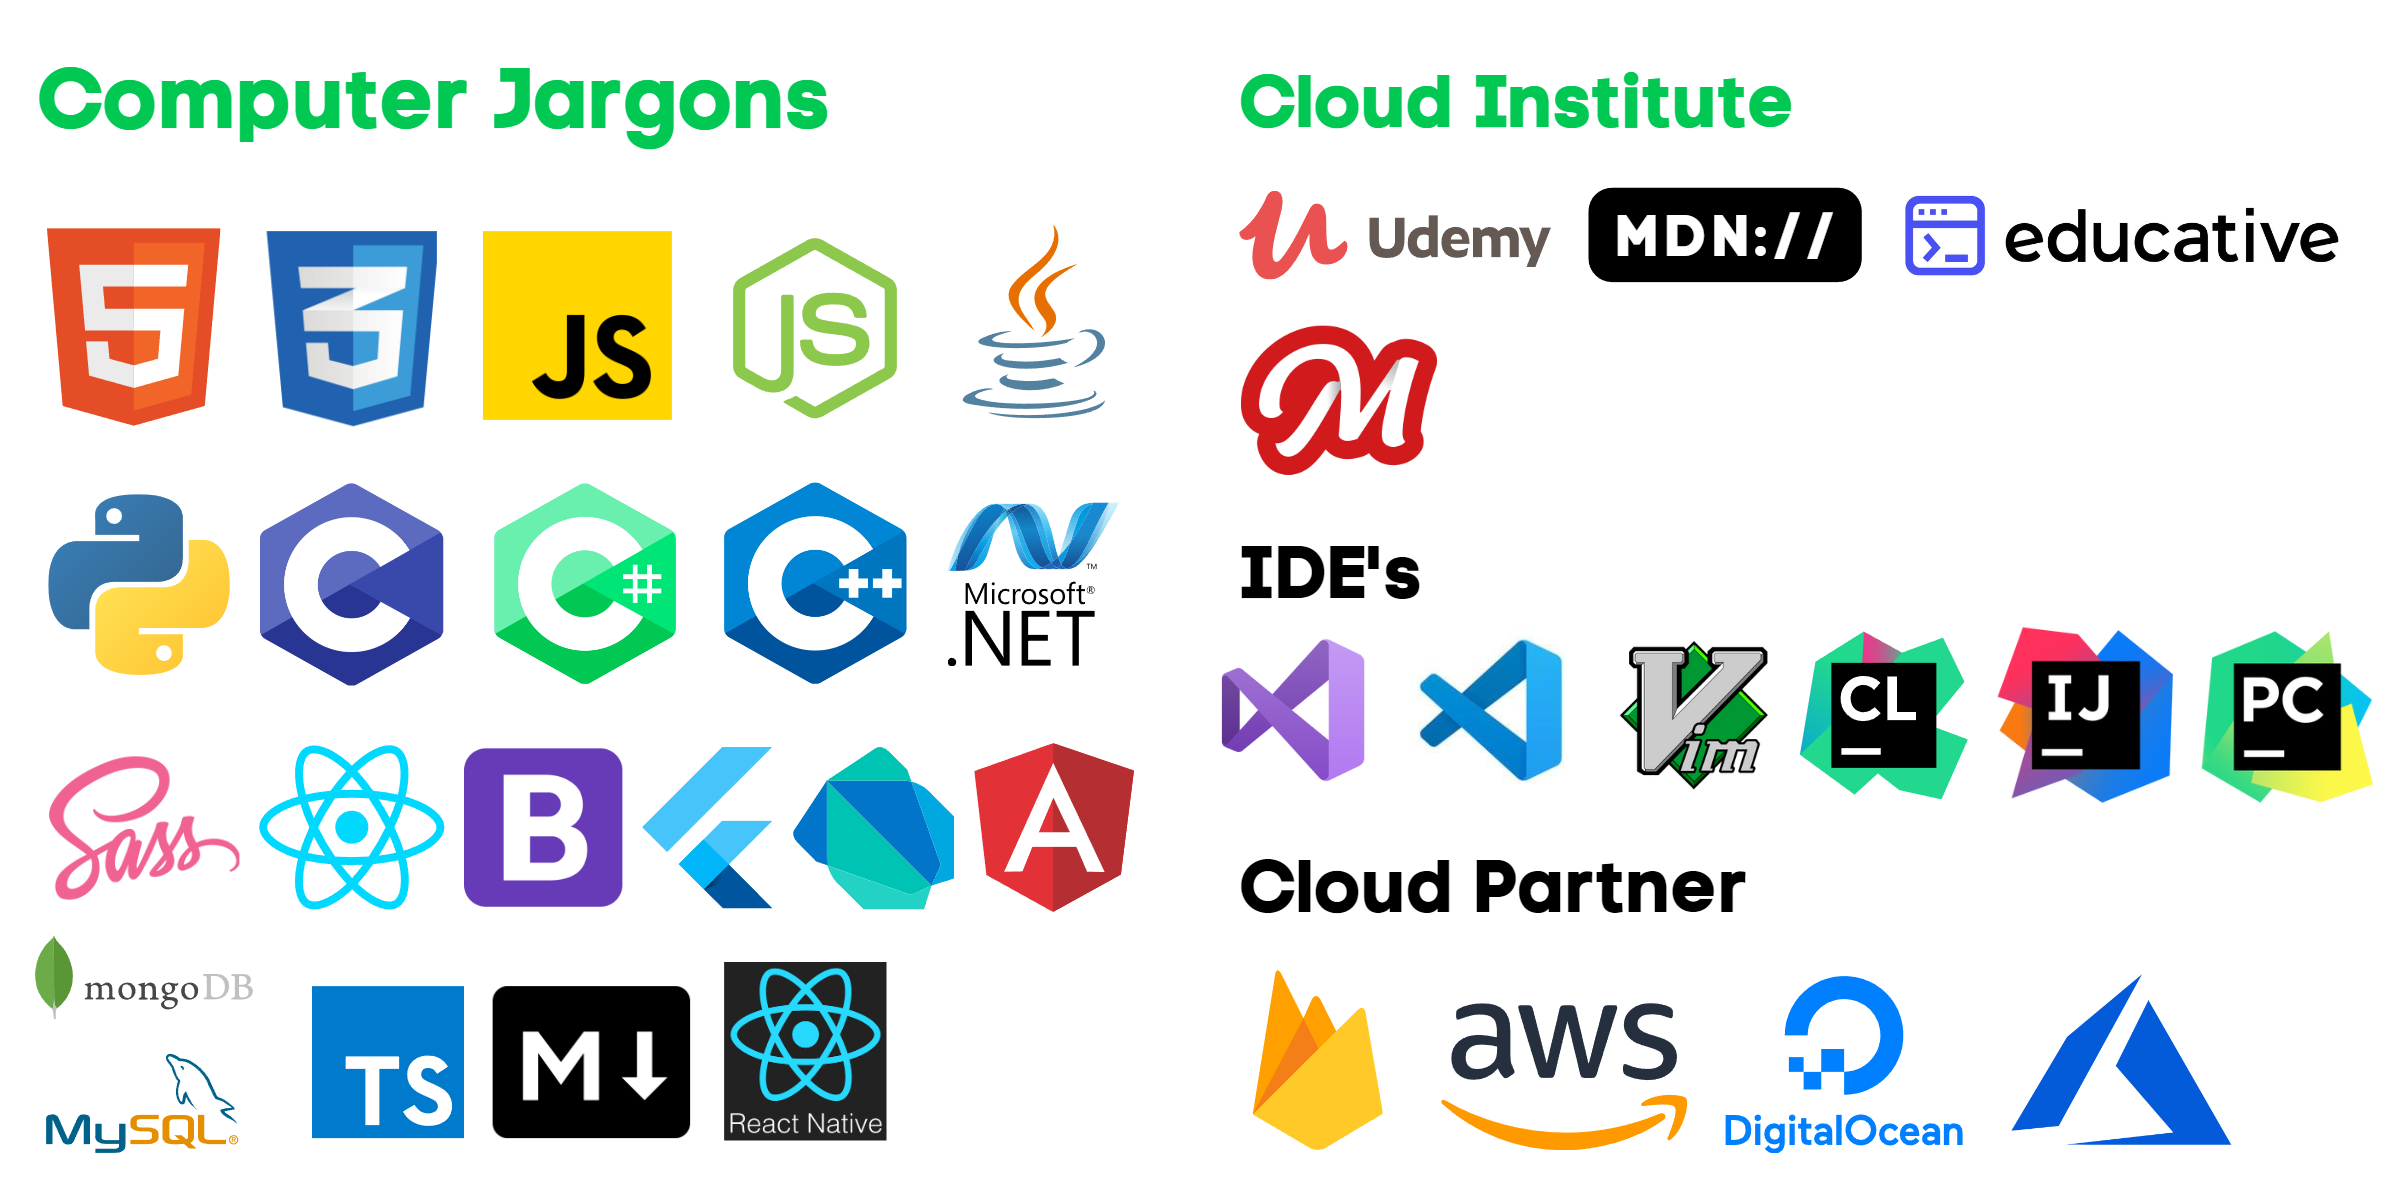 Computer Jargons
5
3
JS
JS
C
C#
C++
Microsoft®
.NET
™
Sass
B
A
mongoDB
MySQL®
TS
M
React Native
Cloud Institute
Udemy
MDN://
educative
M
IDE's
Vim
CL
IJ
PC
Cloud Partner
aws
DigitalOcean